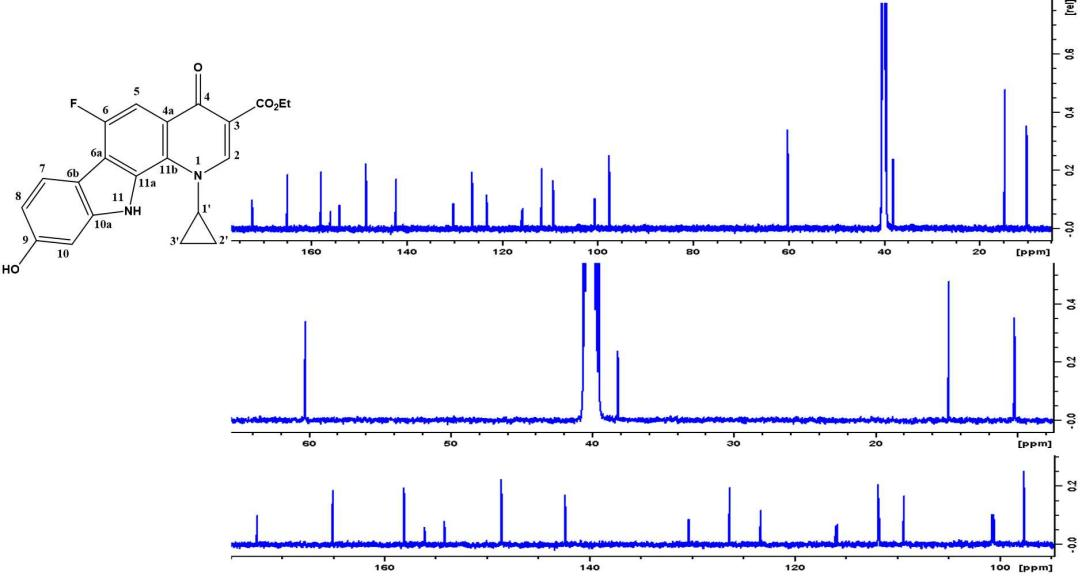 O
F
6
5
4a
4
3
CO₂Et
2
1
N
11b
6a
11a
6b
7
8
9
10
10a
11
NH
1'
3'
2'
HO
[rel]
0.6
0.4
0.2
-0.0
160 140 120 100 80 60 40 20 [ppm]
0.4
0.2
-0.0
60 50 40 30 20 [ppm]
0.2
-0.0
160 140 120 100 [ppm]